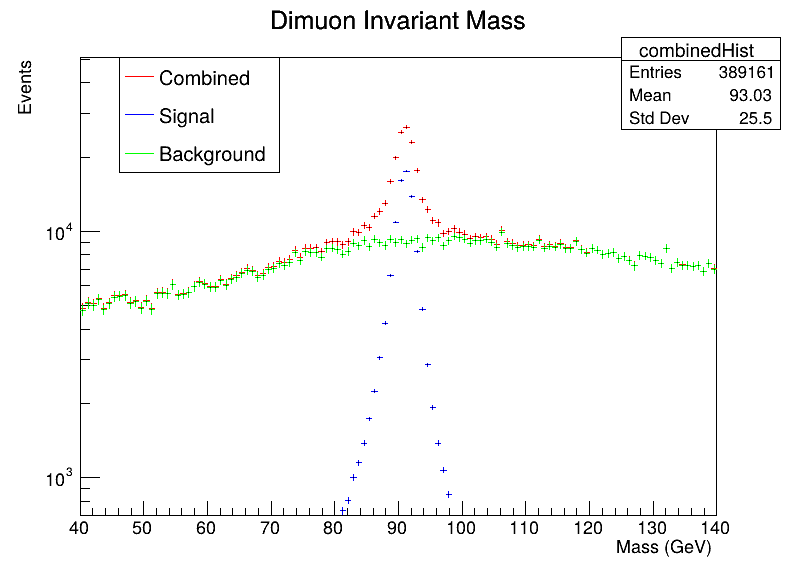 Dimuon Invariant Mass
Events
combinedHist
Entries 389161
Mean 93.03
Std Dev 25.5
Combined
Signal
Background
10^4
10^3
40 50 60 70 80 90 100 110 120 130 140
Mass (GeV)